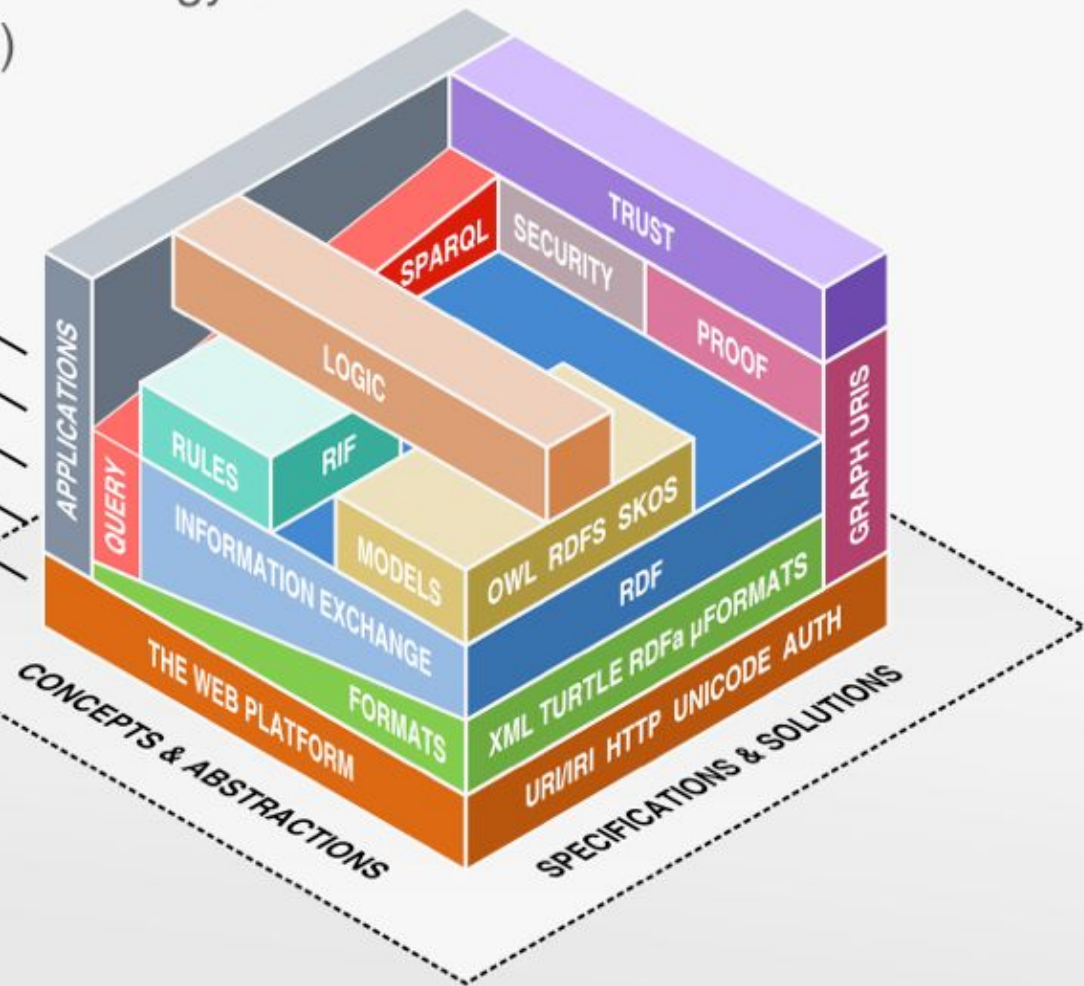 )
TRUST
SPARQL
SECURITY
PROOF
APPLICATIONS
LOGIC
GRAPH URIS
RULES
RIF
QUERY
INFORMATION EXCHANGE
MODELS
OWL RDFS SKOS
RDF
THE WEB PLATFORM
FORMATS
XML TURTLE RDFa µFORMATS
URI/IRI HTTP UNICODE AUTH
CONCEPTS & ABSTRACTIONS
SPECIFICATIONS & SOLUTIONS